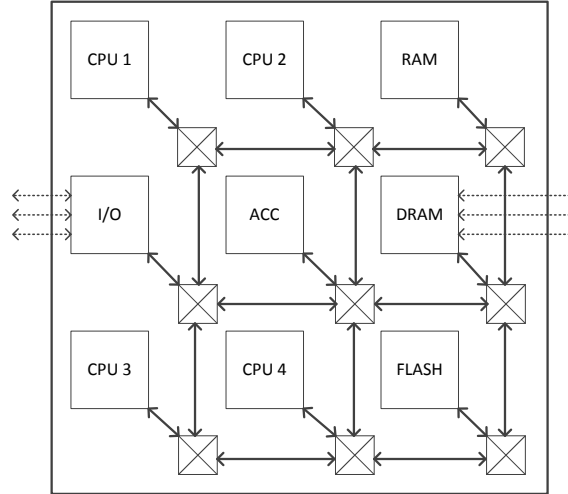 CPU 1
CPU 2
RAM
I/O
ACC
DRAM
CPU 3
CPU 4
FLASH